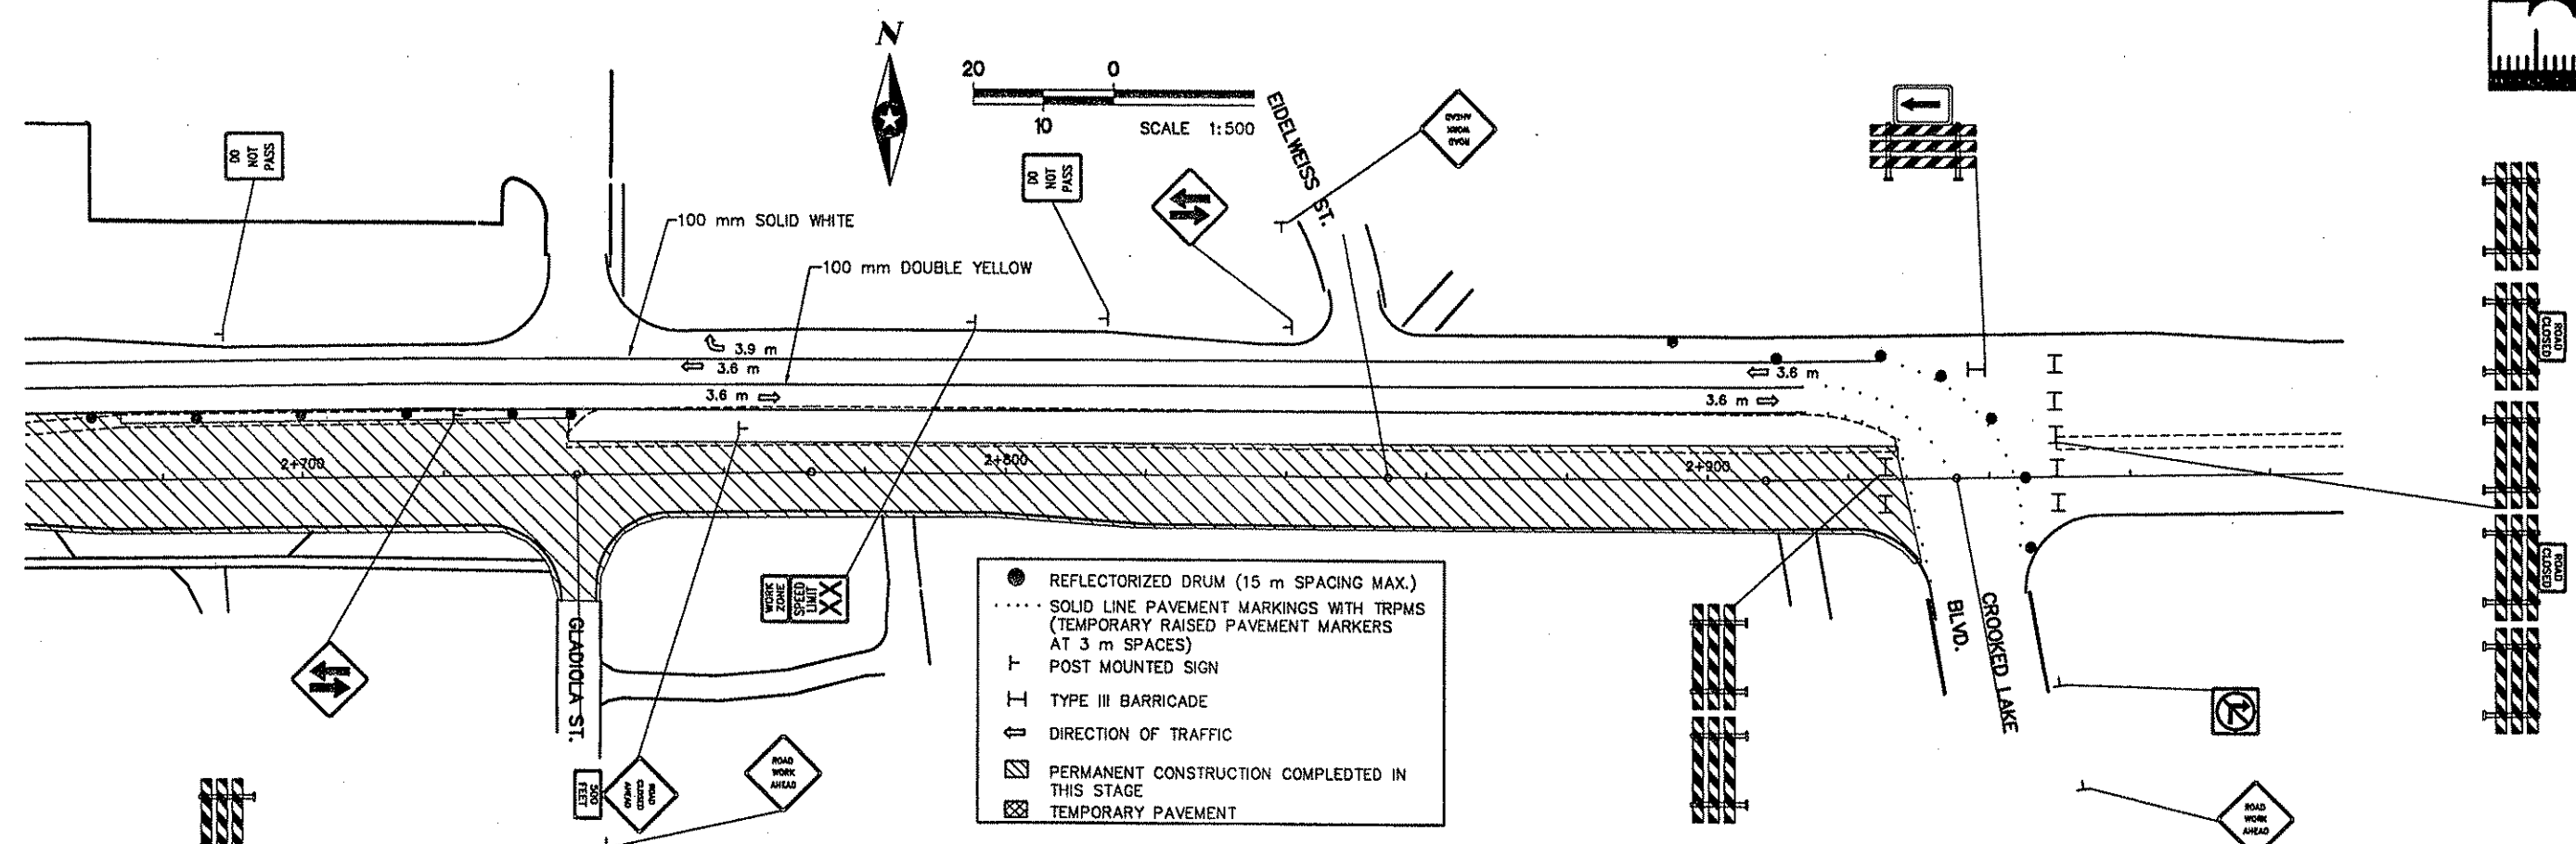 N
20 0
10 SCALE 1:500
EIDELWEISS ST.
ROAD
WORK
AHEAD
DO
NOT
PASS
DO
NOT
PASS
100 mm SOLID WHITE
100 mm DOUBLE YELLOW
3.9 m
3.6 m
3.6 m
3.6 m
3.6 m
ROAD
CLOSED
2+700
2+800
2+900
ROAD
CLOSED
WORK
ZONE
SPEED
LIMIT
XX
REFLECTORIZED DRUM (15 m SPACING MAX.)
SOLID LINE PAVEMENT MARKINGS WITH TRPMS
(TEMPORARY RAISED PAVEMENT MARKERS
AT 3 m SPACES)
POST MOUNTED SIGN
TYPE III BARRICADE
DIRECTION OF TRAFFIC
PERMANENT CONSTRUCTION COMPLEDTED IN
THIS STAGE
TEMPORARY PAVEMENT
GLADIOLA ST.
CROOKED LAKE
BLVD.
500
FEET
ROAD
CLOSED
AHEAD
ROAD
WORK
AHEAD
ROAD
WORK
AHEAD